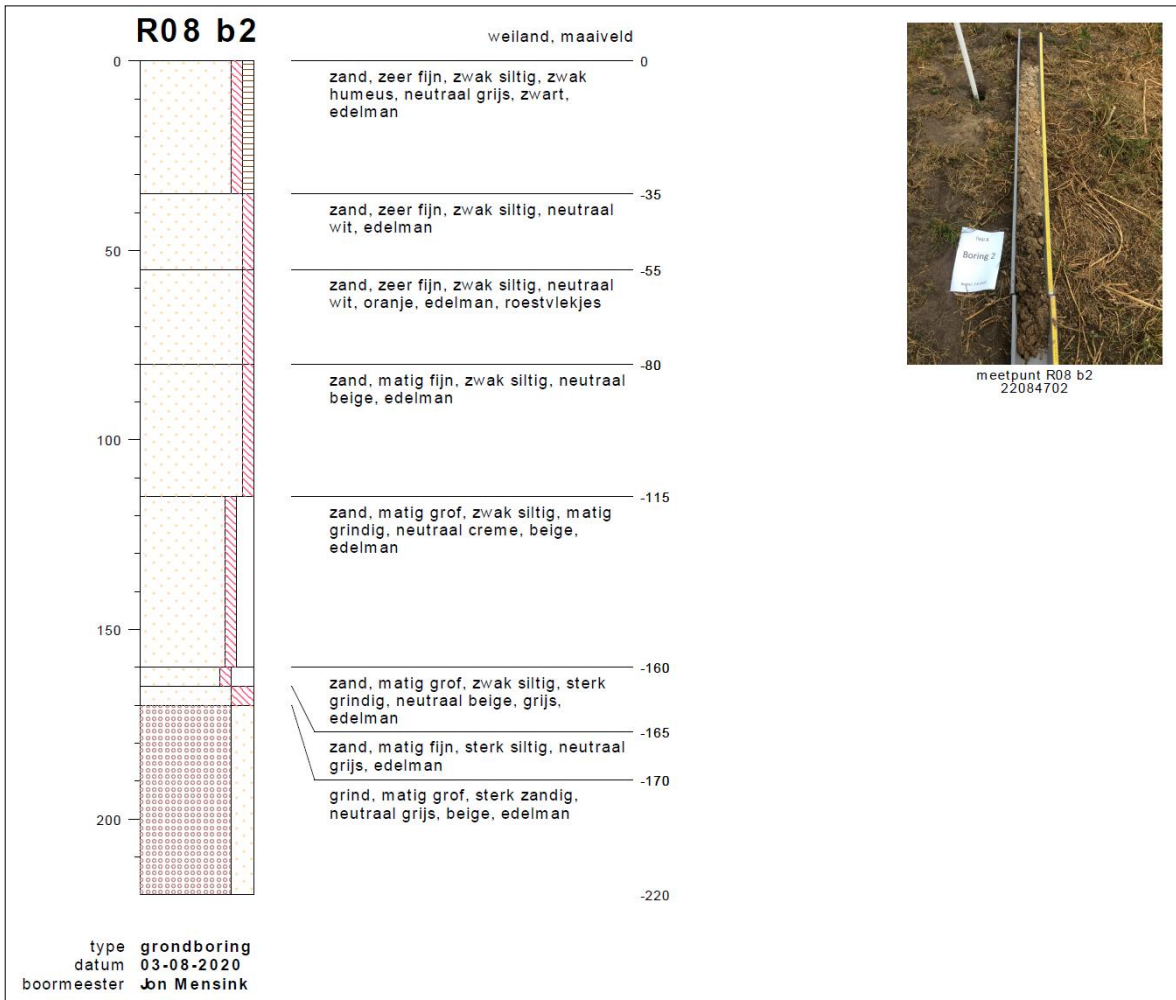 R08 b2
weiland, maaiveld
0
0
zand, zeer fijn, zwak siltig, zwak
humeus, neutraal grijs, zwart,
edelman
-35
zand, zeer fijn, zwak siltig, neutraal
wit, edelman
50
-55
zand, zeer fijn, zwak siltig, neutraal
wit, oranje, edelman, roestvlekjes
-80
zand, matig fijn, zwak siltig, neutraal
beige, edelman
100
-115
zand, matig grof, zwak siltig, matig
grindig, neutraal creme, beige,
edelman
150
-160
zand, matig grof, zwak siltig, sterk
grindig, neutraal beige, grijs,
edelman
-165
zand, matig fijn, sterk siltig, neutraal
grijs, edelman
-170
grind, matig grof, sterk zandig,
neutraal grijs, beige, edelman
200
-220
type grondboring
datum 03-08-2020
boormeester Jon Mensink
Boring 2
meetpunt R08 b2
22084702